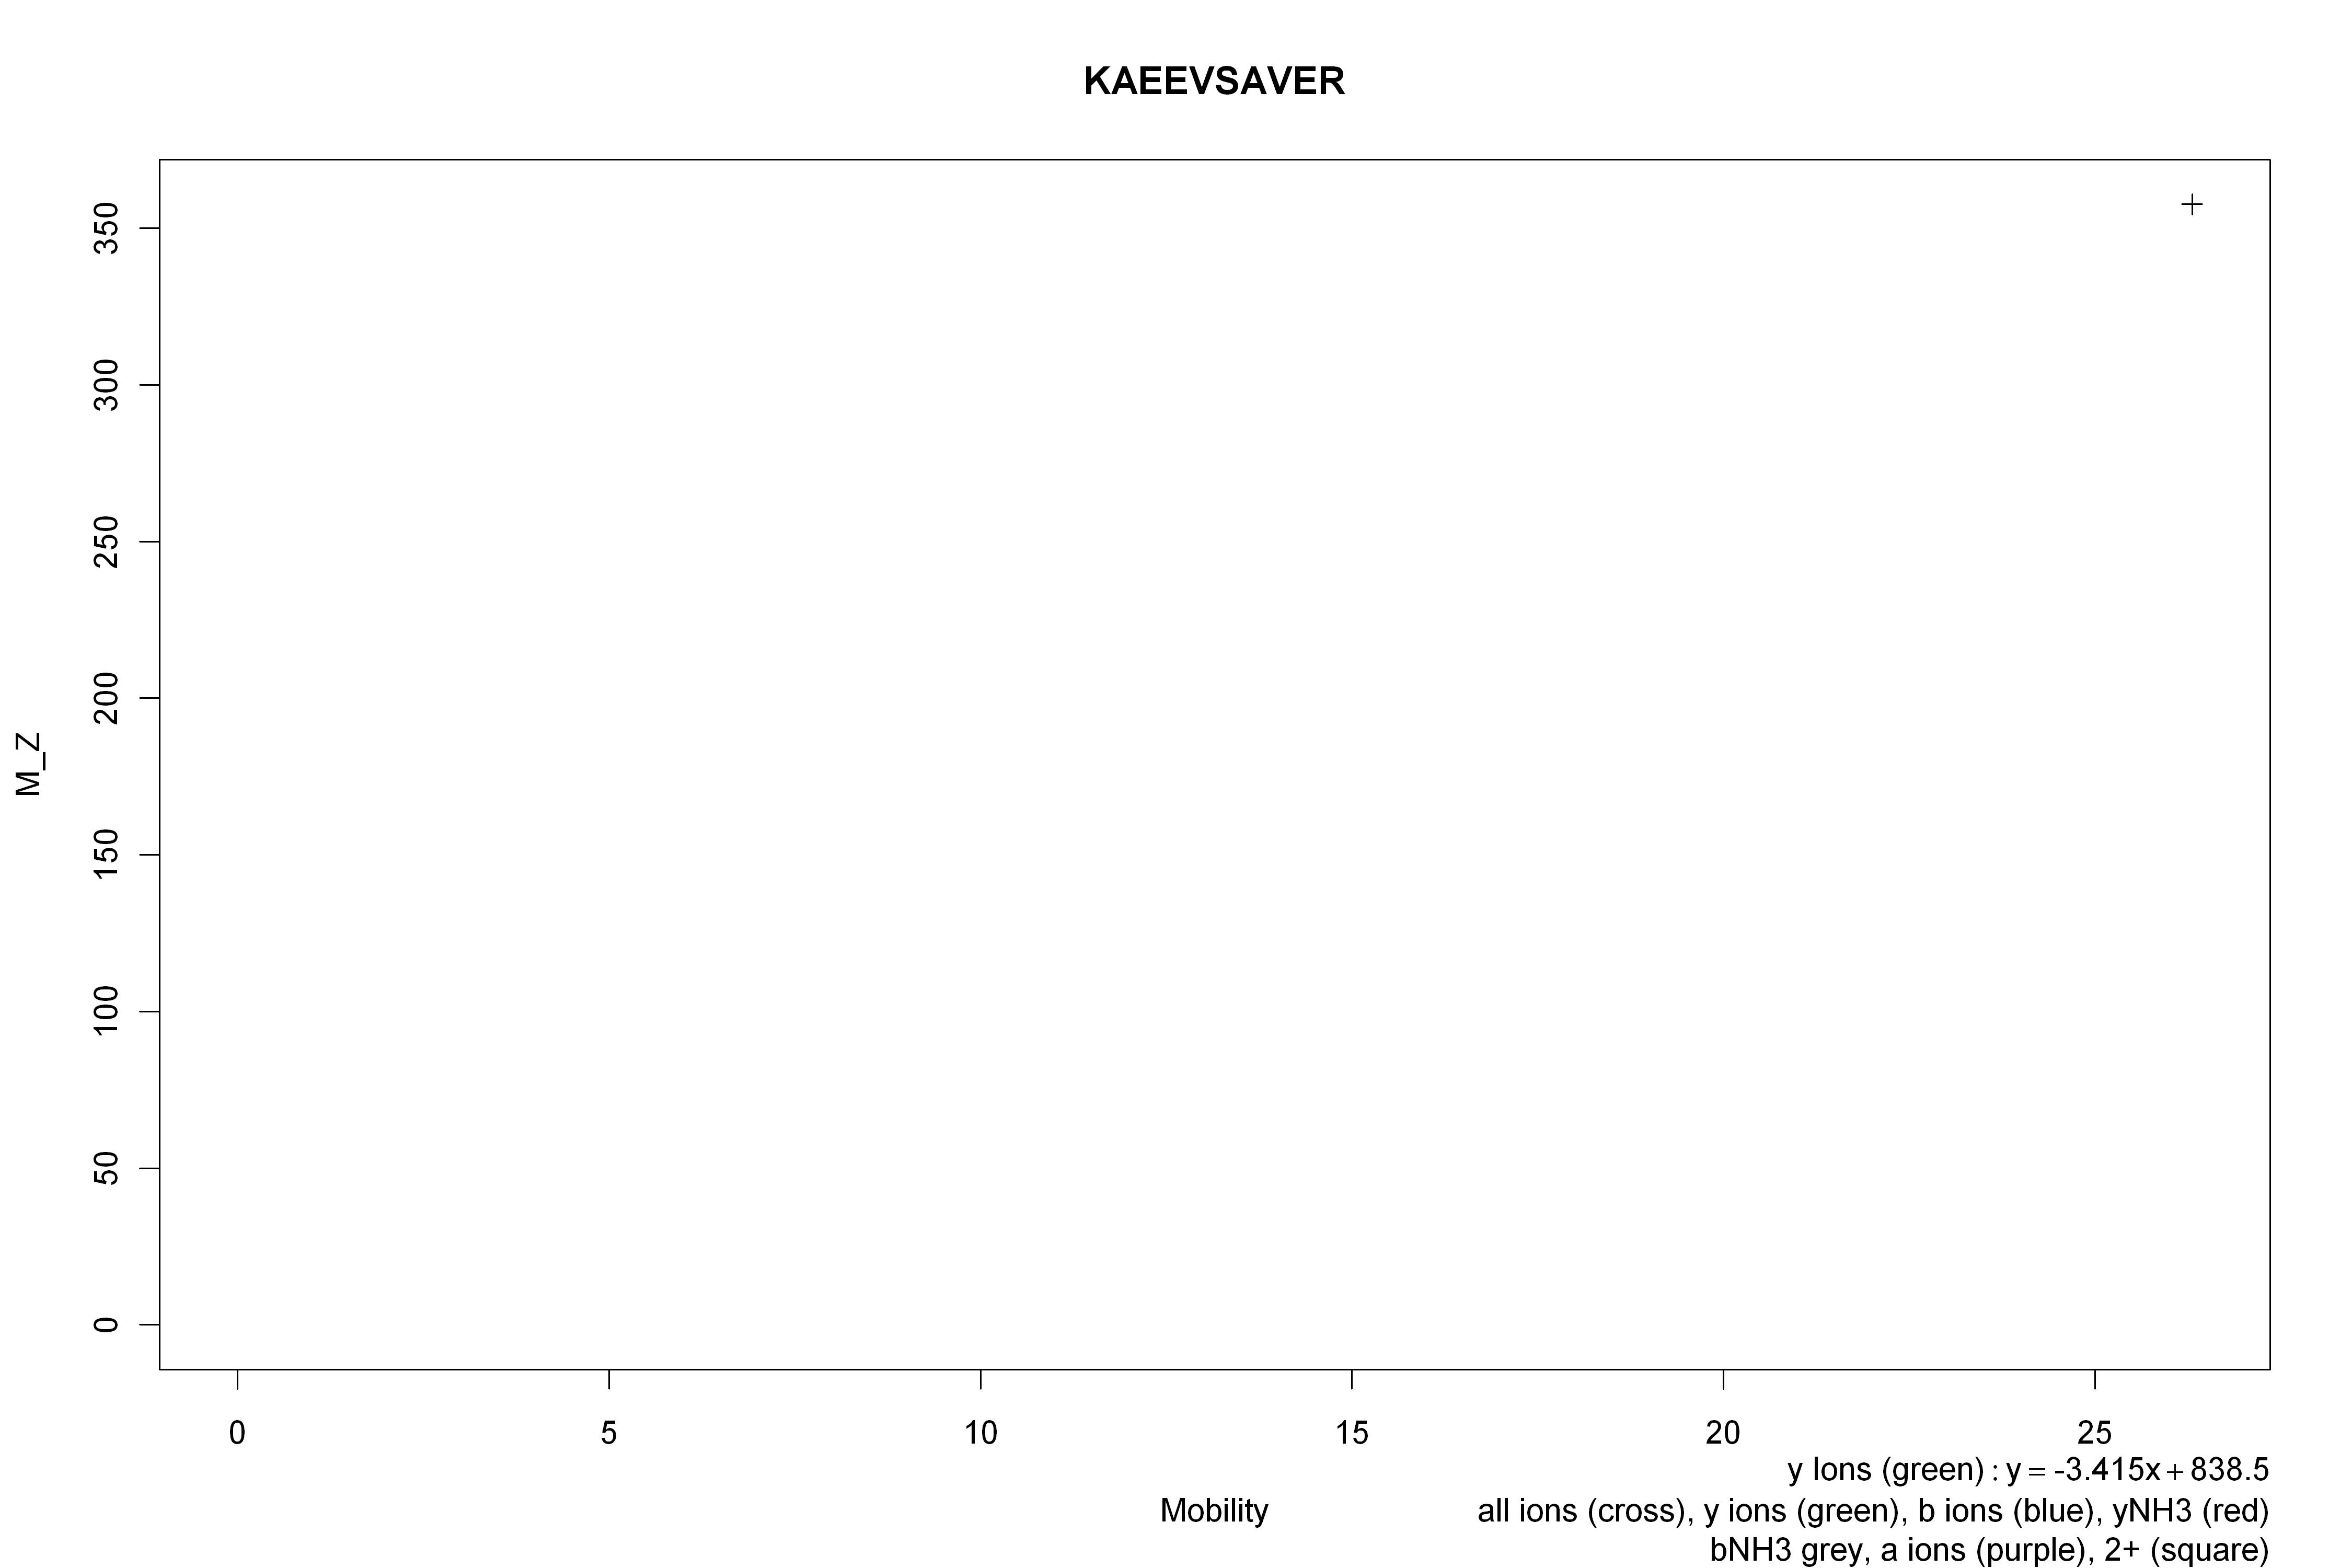 KAEEVSAVER
350
300
250
200
150
100
50
0
M_Z
0 5 10 15 20 25
y Ions (green) : y = -3.415x + 838.5
Mobility
all ions (cross), y ions (green), b ions (blue), yNH3 (red)
bNH3 grey, a ions (purple), 2+ (square)